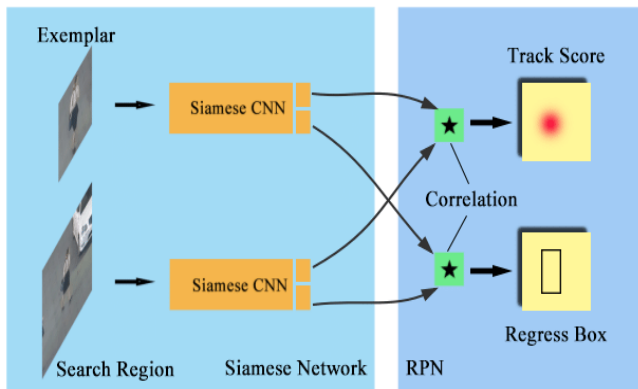 Exemplar
Track Score
Siamese CNN
Correlation
Siamese CNN
Search Region
Siamese Network
RPN
Regress Box